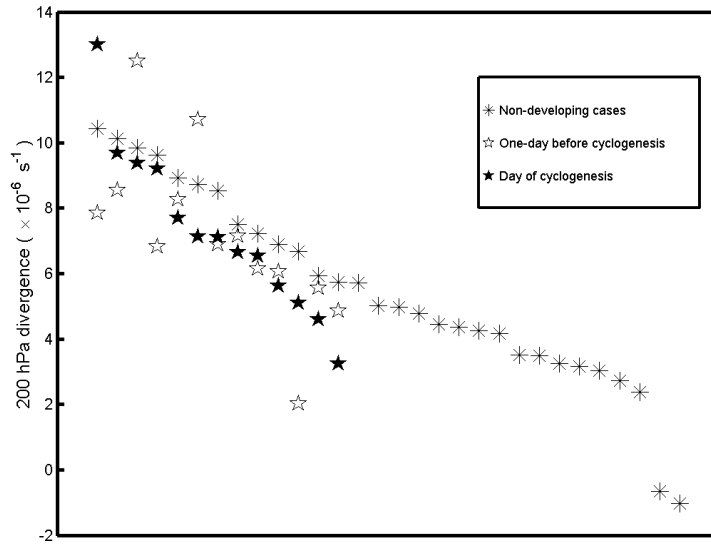 14
12
10
8
6
4
2
0
-2
200 hPa divergence ( × 10⁻⁶ s⁻¹)
Non-developing cases
One-day before cyclogenesis
Day of cyclogenesis